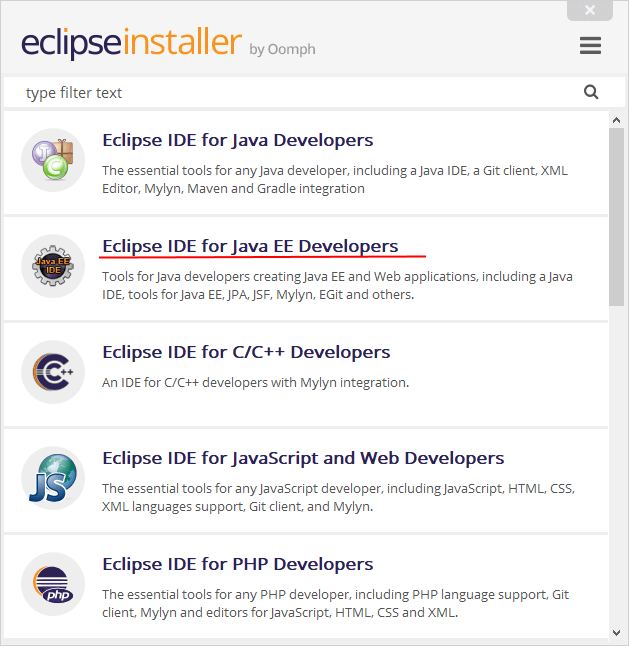 eclipseinstaller by Oomph
type filter text
Eclipse IDE for Java Developers
The essential tools for any Java developer, including a Java IDE, a Git client, XML
Editor, Mylyn, Maven and Gradle integration
Java EE
IDE
Eclipse IDE for Java EE Developers
Tools for Java developers creating Java EE and Web applications, including a Java
IDE, tools for Java EE, JPA, JSF, Mylyn, EGit and others.
C++
Eclipse IDE for C/C++ Developers
An IDE for C/C++ developers with Mylyn integration.
JS
Eclipse IDE for JavaScript and Web Developers
The essential tools for any JavaScript developer, including JavaScript, HTML, CSS,
XML languages support, Git client, and Mylyn.
php
Eclipse IDE for PHP Developers
The essential tools for any PHP developer, including PHP language support, Git
client, Mylyn and editors for JavaScript, HTML, CSS and XML.